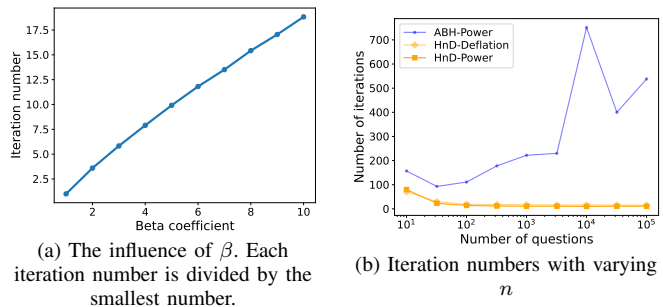 17.5
15.0
12.5
10.0
7.5
5.0
2.5
Iteration number
2 4 6 8 10
Beta coefficient
(a) The influence of β. Each
iteration number is divided by the
smallest number.
ABH-Power
HnD-Deflation
HnD-Power
700
600
500
400
300
200
100
0
Number of iterations
10¹ 10² 10³ 10⁴ 10⁵
Number of questions
(b) Iteration numbers with varying
n